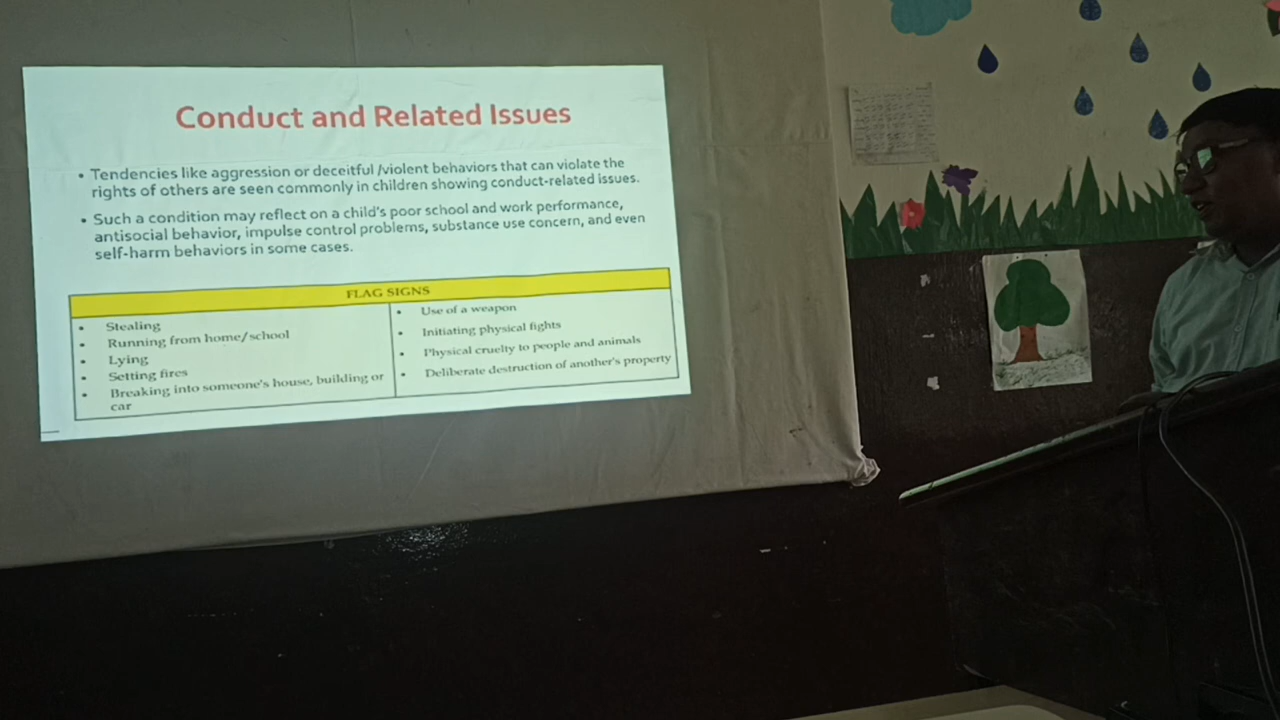 Conduct and Related Issues
• Tendencies like aggression or deceitful /violent behaviors that can violate the
rights of others are seen commonly in children showing conduct-related issues.
• Such a condition may reflect on a child's poor school and work performance,
antisocial behavior, impulse control problems, substance use concern, and even
self-harm behaviors in some cases.
FLAG SIGNS
• Stealing
• Running from home/school
• Lying
• Setting fires
• Breaking into someone's house, building or
car
• Use of a weapon
• Initiating physical fights
• Physical cruelty to people and animals
• Deliberate destruction of another's property